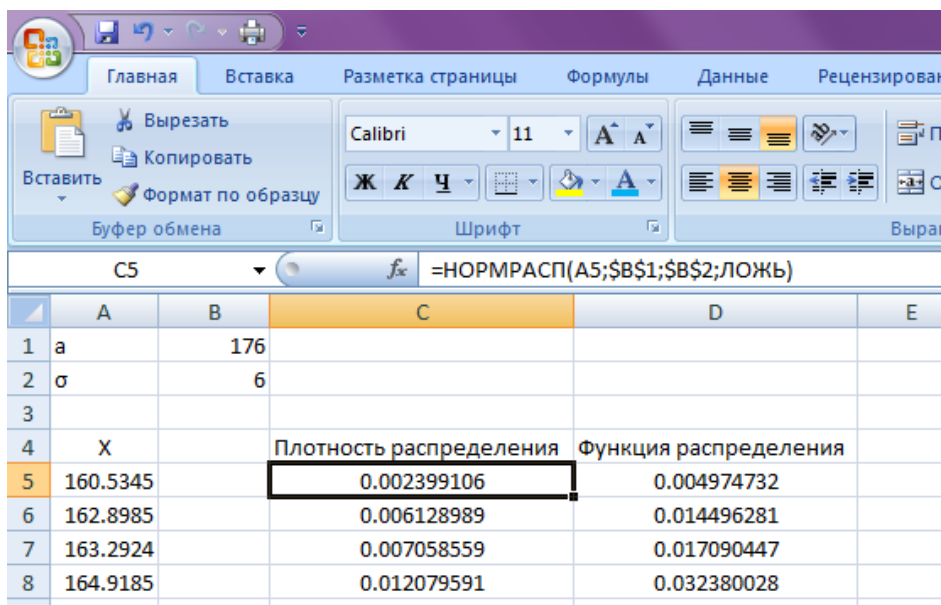 Главная Вставка Разметка страницы Формулы Данные
Вставить
Вырезать
Копировать
Формат по образцу
Буфер обмена
Calibri 11
Ж К Ч
Шрифт
C5 fx =НОРМРАСП(A5;$B$1;$B$2;ЛОЖЬ)
A B C D E
1 a 176
2 σ 6
3
4 X Плотность распределения Функция распределения
5 160.5345 0.002399106 0.004974732
6 162.8985 0.006128989 0.014496281
7 163.2924 0.007058559 0.017090447
8 164.9185 0.012079591 0.032380028